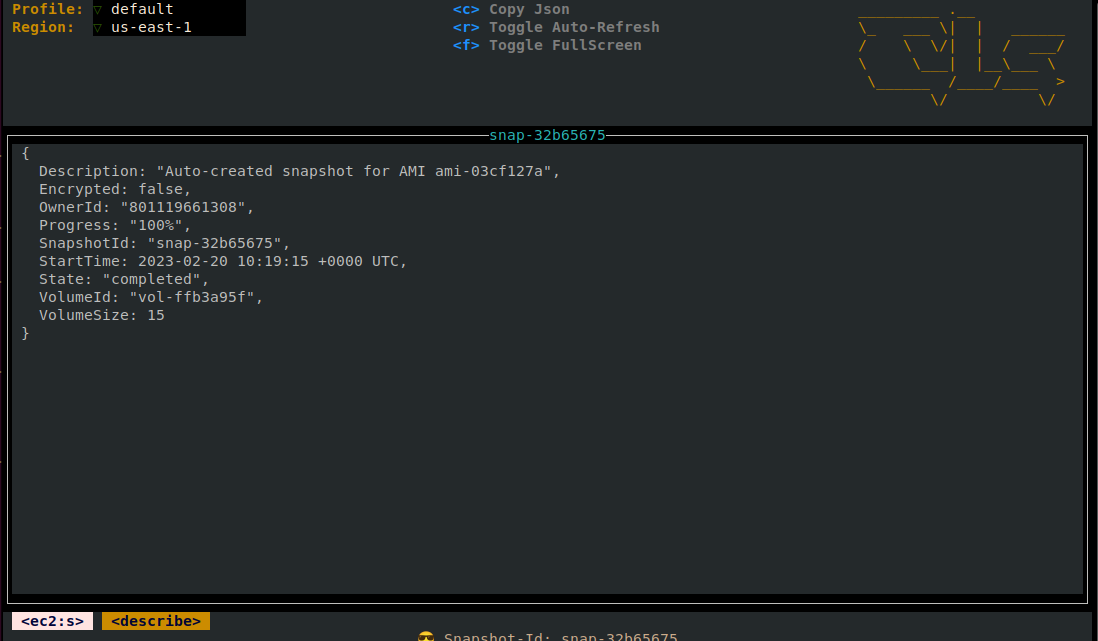 Profile: ▽ default
Region: ▽ us-east-1
<c> Copy Json
<r> Toggle Auto-Refresh
<f> Toggle FullScreen
Cls
snap-32b65675
{
  Description: "Auto-created snapshot for AMI ami-03cf127a",
  Encrypted: false,
  OwnerId: "801119661308",
  Progress: "100%",
  SnapshotId: "snap-32b65675",
  StartTime: 2023-02-20 10:19:15 +0000 UTC,
  State: "completed",
  VolumeId: "vol-ffb3a95f",
  VolumeSize: 15
}
<ec2:s> <describe>
😎 Snapshot-Id: snap-32b65675